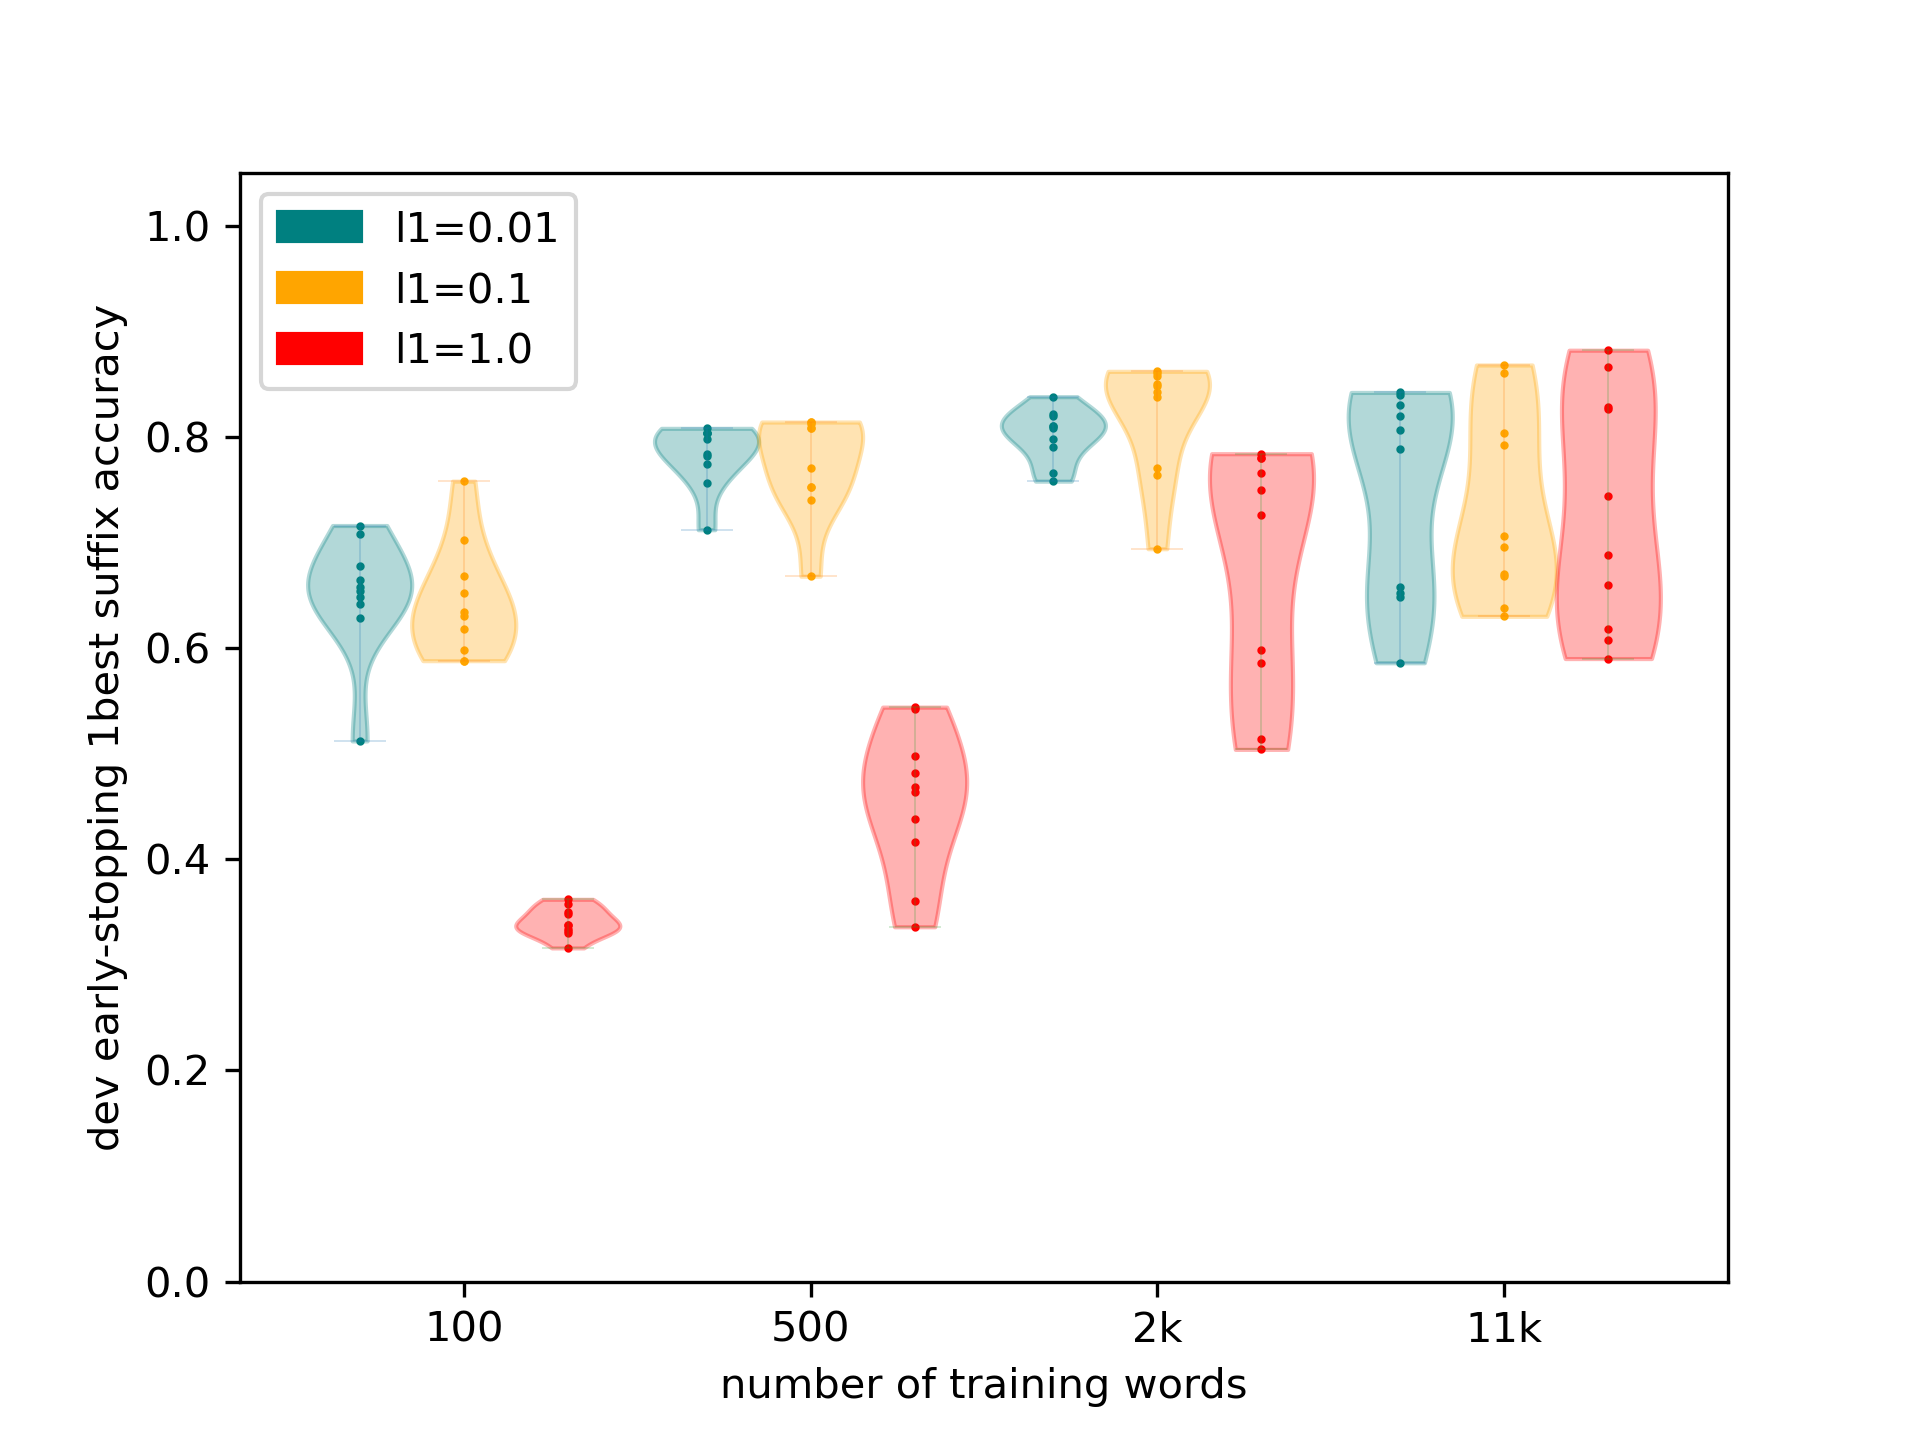 l1=0.01
l1=0.1
l1=1.0
dev early-stopping 1best suffix accuracy
1.0
0.8
0.6
0.4
0.2
0.0
100 500 2k 11k
number of training words